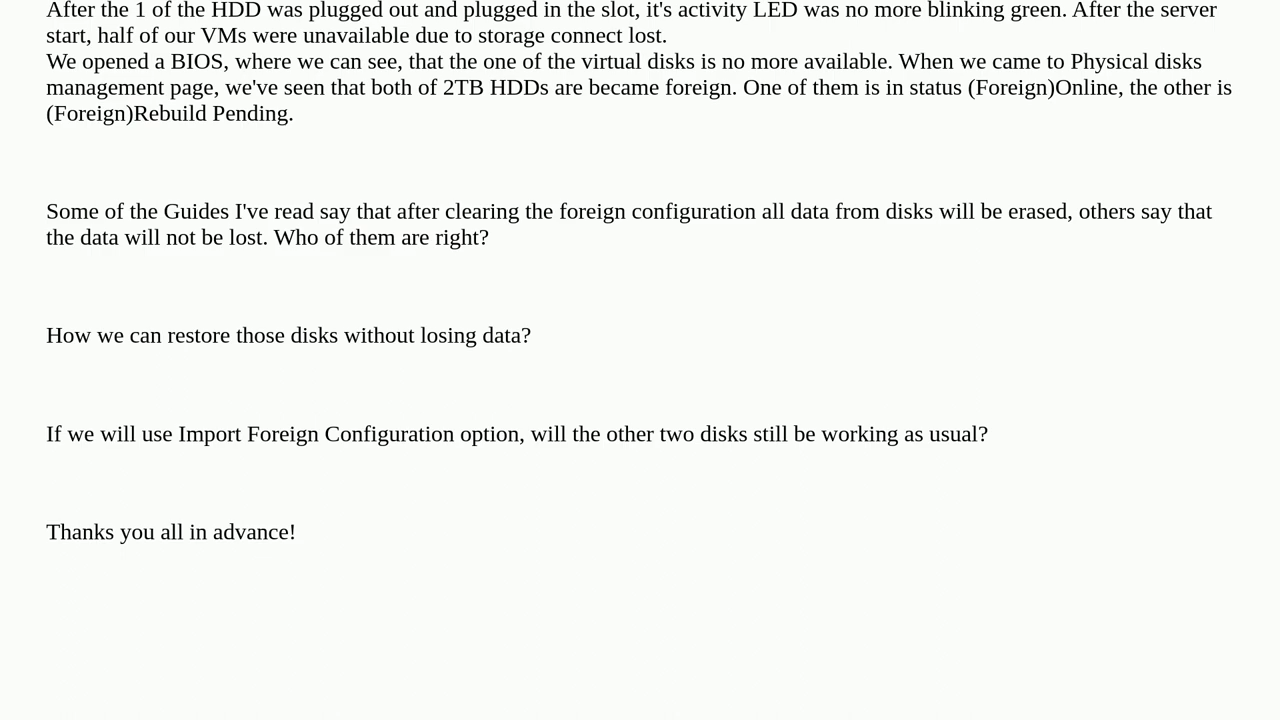 After the 1 of the HDD was plugged out and plugged in the slot, it's activity LED was no more blinking green. After the server
start, half of our VMs were unavailable due to storage connect lost.
We opened a BIOS, where we can see, that the one of the virtual disks is no more available. When we came to Physical disks
management page, we've seen that both of 2TB HDDs are became foreign. One of them is in status (Foreign)Online, the other is
(Foreign)Rebuild Pending.
Some of the Guides I've read say that after clearing the foreign configuration all data from disks will be erased, others say that
the data will not be lost. Who of them are right?
How we can restore those disks without losing data?
If we will use Import Foreign Configuration option, will the other two disks still be working as usual?
Thanks you all in advance!